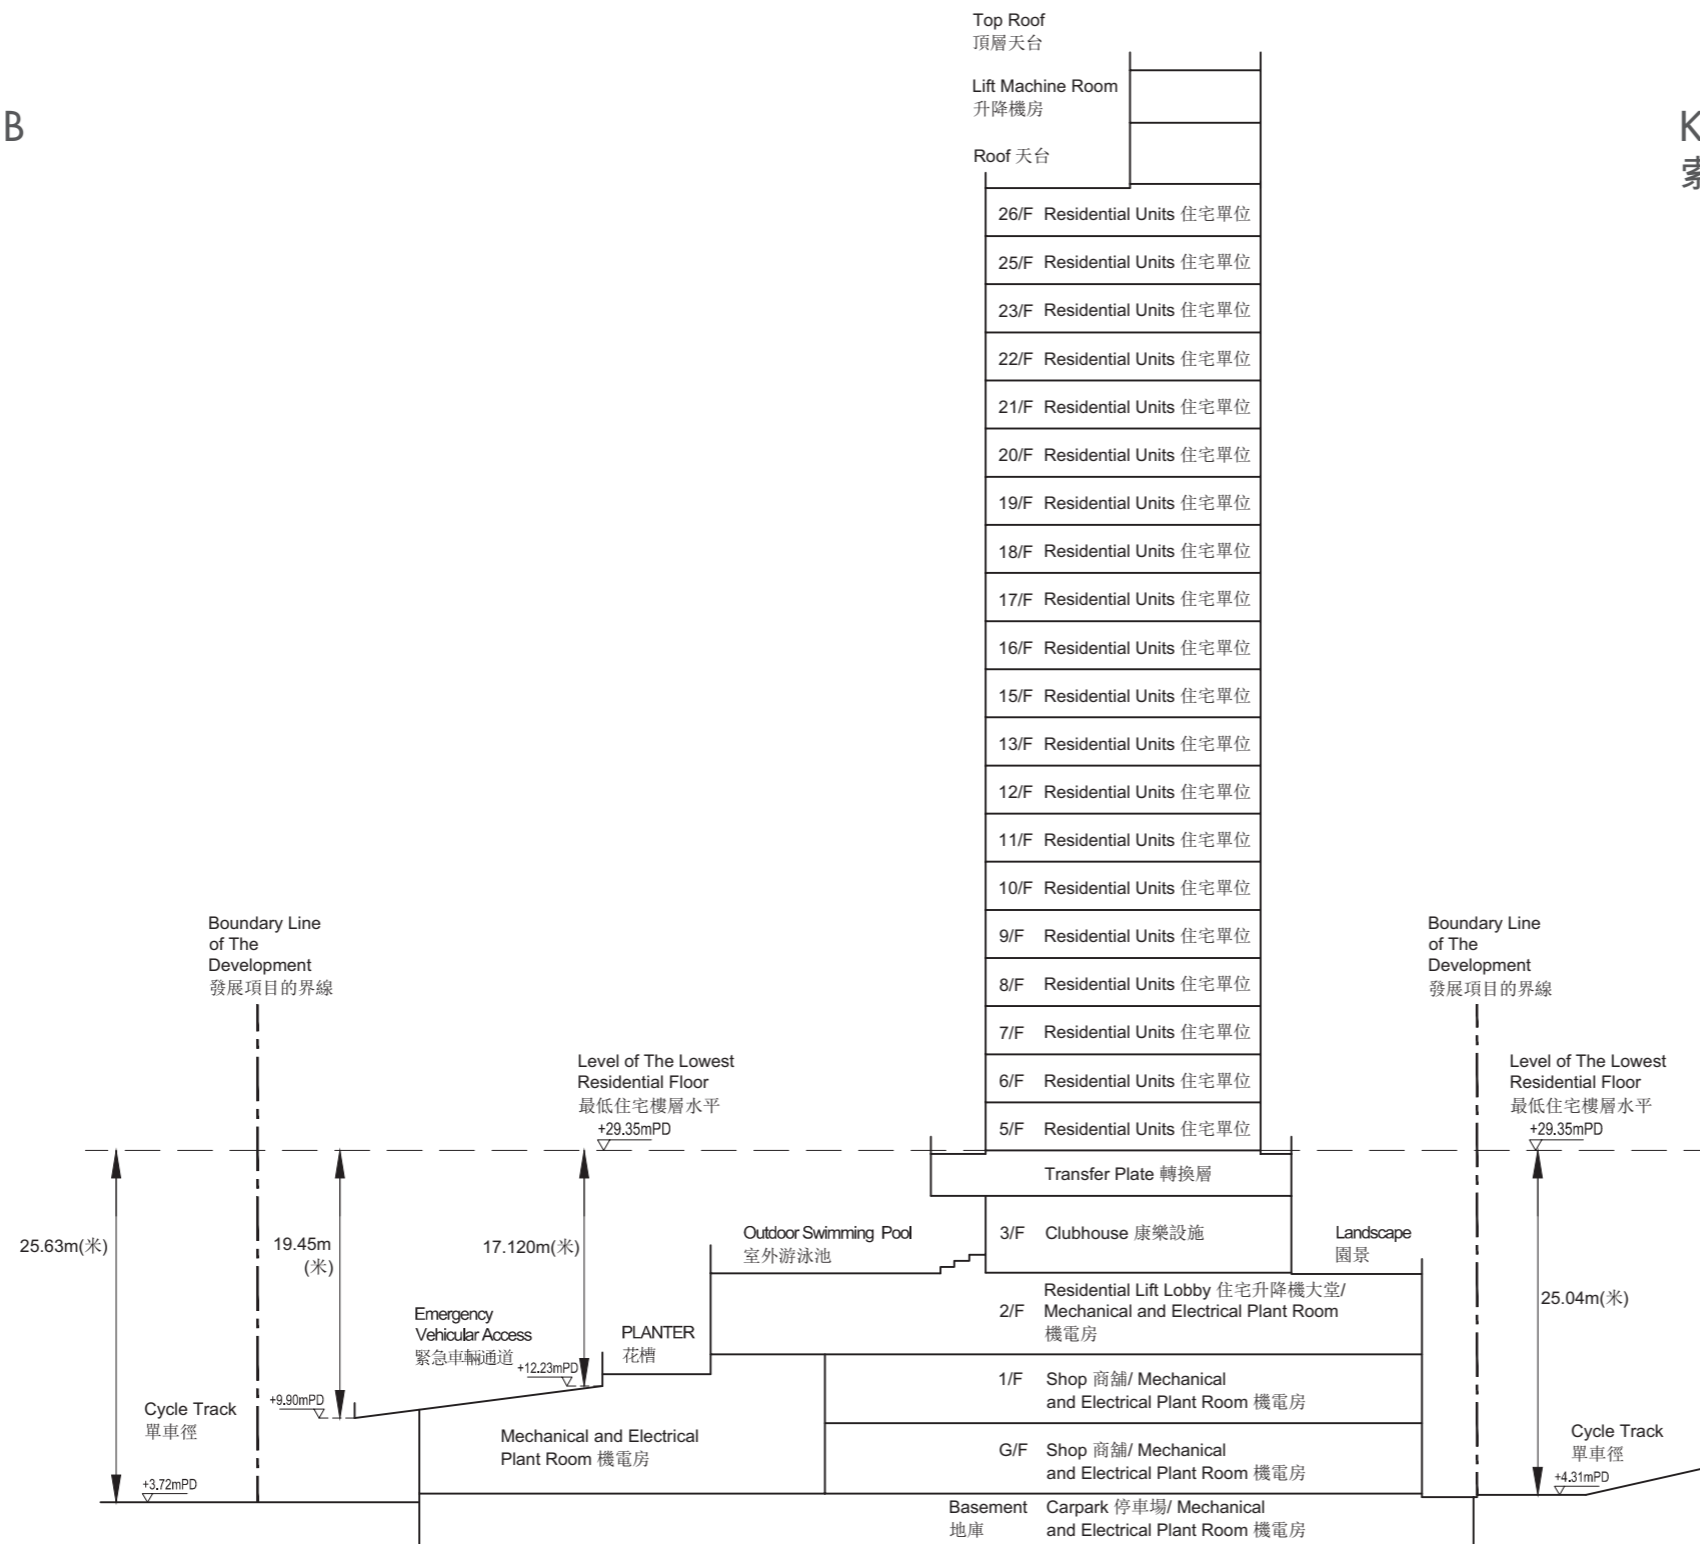 Top Roof
頂層天台
Lift Machine Room
升降機房
B
K
Roof 天台
26/F Residential Units 住宅單位
25/F Residential Units 住宅單位
23/F Residential Units 住宅單位
22/F Residential Units 住宅單位
21/F Residential Units 住宅單位
20/F Residential Units 住宅單位
19/F Residential Units 住宅單位
18/F Residential Units 住宅單位
17/F Residential Units 住宅單位
16/F Residential Units 住宅單位
15/F Residential Units 住宅單位
13/F Residential Units 住宅單位
12/F Residential Units 住宅單位
11/F Residential Units 住宅單位
10/F Residential Units 住宅單位
9/F Residential Units 住宅單位
8/F Residential Units 住宅單位
7/F Residential Units 住宅單位
6/F Residential Units 住宅單位
5/F Residential Units 住宅單位
Boundary Line
of The
Development
發展項目的界線
Boundary Line
of The
Development
發展項目的界線
Level of The Lowest
Residential Floor
最低住宅樓層水平
+29.35mPD
Level of The Lowest
Residential Floor
最低住宅樓層水平
+29.35mPD
Transfer Plate 轉換層
25.63m(米)
19.45m
(米)
17.120m(米)
Outdoor Swimming Pool
室外游泳池
3/F Clubhouse 康樂設施
Landscape
園景
25.04m(米)
Residential Lift Lobby 住宅升降機大堂/
2/F Mechanical and Electrical Plant Room
機電房
Emergency
Vehicular Access
緊急車輛通道
+12.23mPD
PLANTER
花槽
1/F Shop 商舖/ Mechanical
and Electrical Plant Room 機電房
+9.90mPD
Cycle Track
單車徑
+3.72mPD
Mechanical and Electrical
Plant Room 機電房
G/F Shop 商舖/ Mechanical
and Electrical Plant Room 機電房
Cycle Track
單車徑
+4.31mPD
Basement Carpark 停車場/ Mechanical
地庫 and Electrical Plant Room 機電房